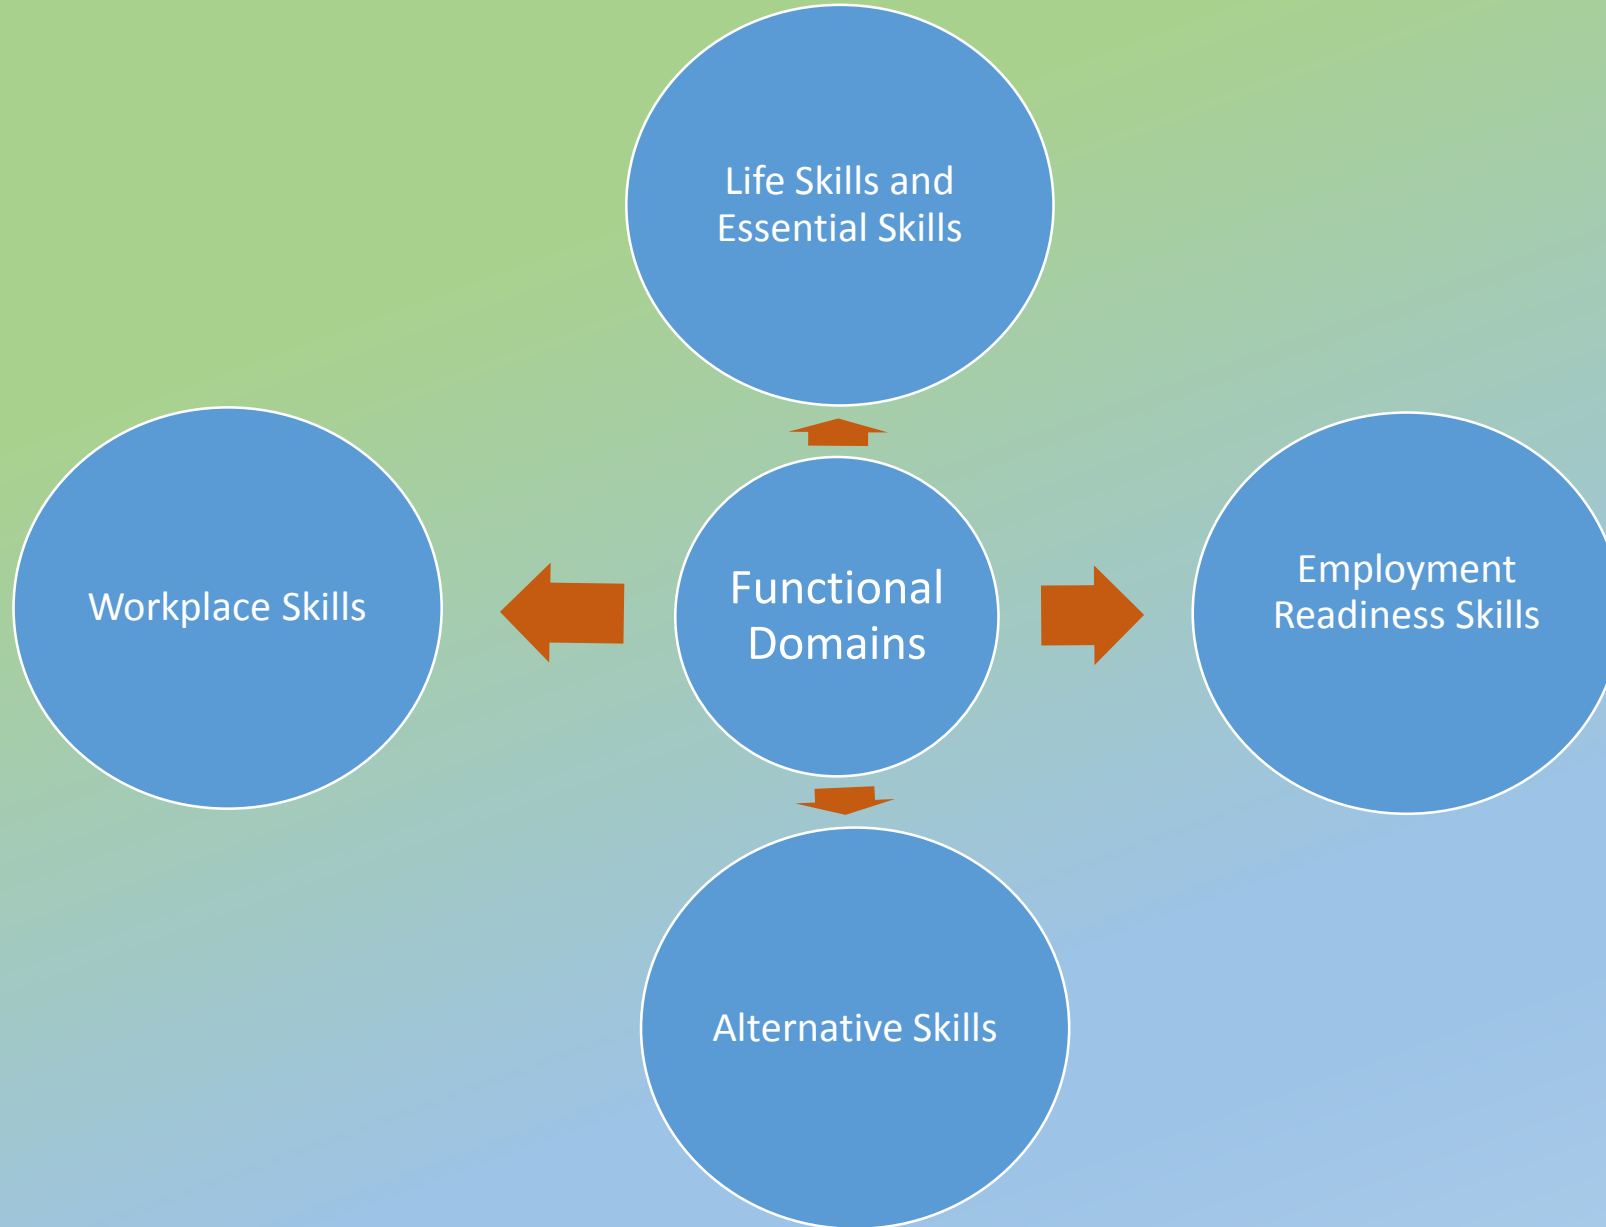 Life Skills and
Essential Skills
Workplace Skills
Functional
Domains
Employment
Readiness Skills
Alternative Skills